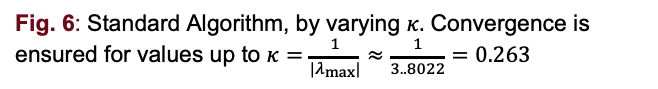 Fig. 6: Standard Algorithm, by varying κ. Convergence is
ensured for values up to κ = 1/|λmax| ≈ 1/3..8022 = 0.263